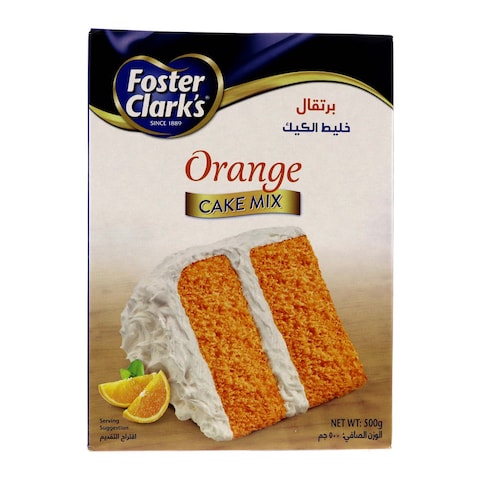 Foster
Clark's
SINCE 1889
برتقال
خليط الكيك
Orange
CAKE MIX
Serving
Suggestion
اقتراح التقديم
NET WT: 500g
الوزن الصافي: ٥٠٠ جم